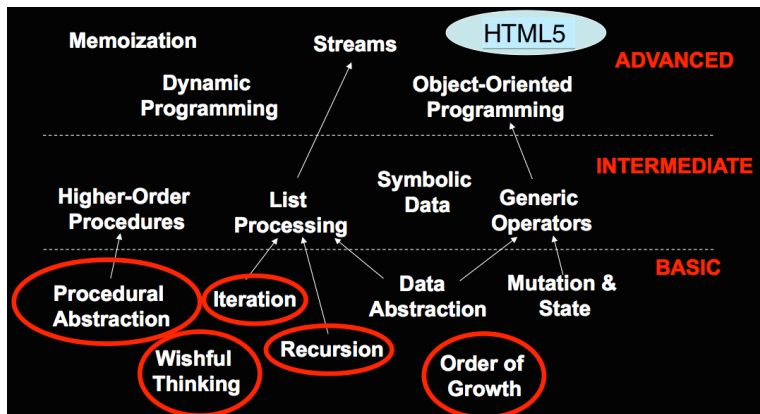 Memoization
Streams
HTML5
ADVANCED
Dynamic
Programming
Object-Oriented
Programming
INTERMEDIATE
Higher-Order
Procedures
List
Processing
Symbolic
Data
Generic
Operators
BASIC
Procedural
Abstraction
Iteration
Data
Abstraction
Mutation &
State
Wishful
Thinking
Recursion
Order of
Growth